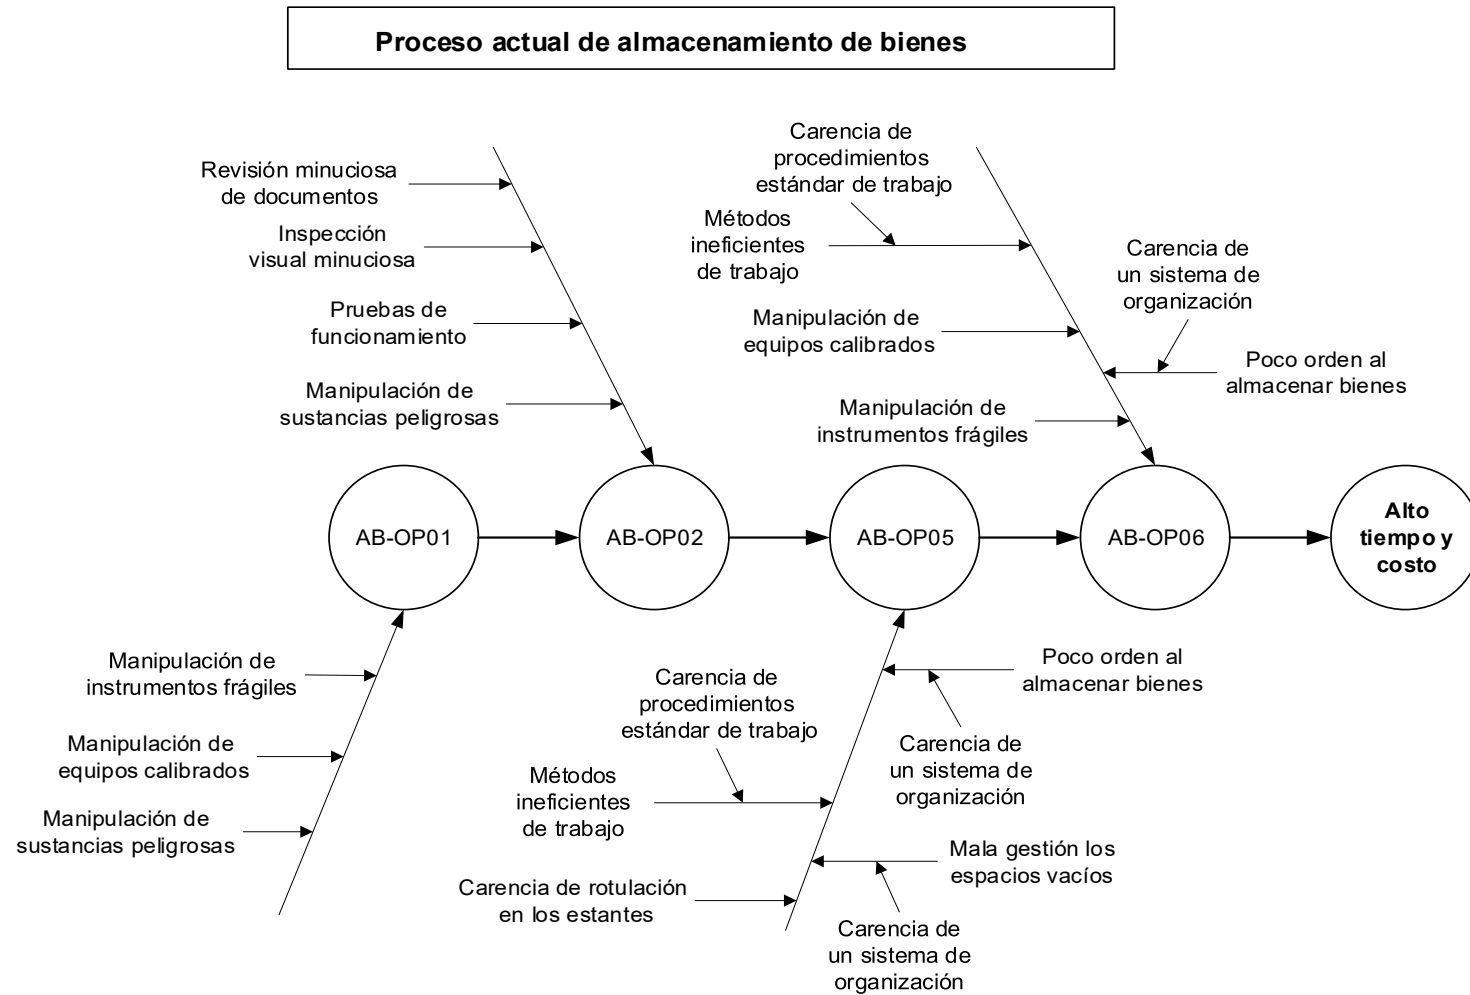 Proceso actual de almacenamiento de bienes
Revisión minuciosa
de documentos
Inspección
visual minuciosa
Pruebas de
funcionamiento
Manipulación de
sustancias peligrosas
Carencia de
procedimientos
estándar de trabajo
Métodos
ineficientes
de trabajo
Manipulación de
equipos calibrados
Manipulación de
instrumentos frágiles
Carencia de
un sistema de
organización
Poco orden al
almacenar bienes
AB-OP01
AB-OP02
AB-OP05
AB-OP06
Alto
tiempo y
costo
Manipulación de
instrumentos frágiles
Manipulación de
equipos calibrados
Manipulación de
sustancias peligrosas
Carencia de
procedimientos
estándar de trabajo
Métodos
ineficientes
de trabajo
Carencia de rotulación
en los estantes
Poco orden al
almacenar bienes
Carencia de
un sistema de
organización
Mala gestión los
espacios vacíos
Carencia de
un sistema de
organización